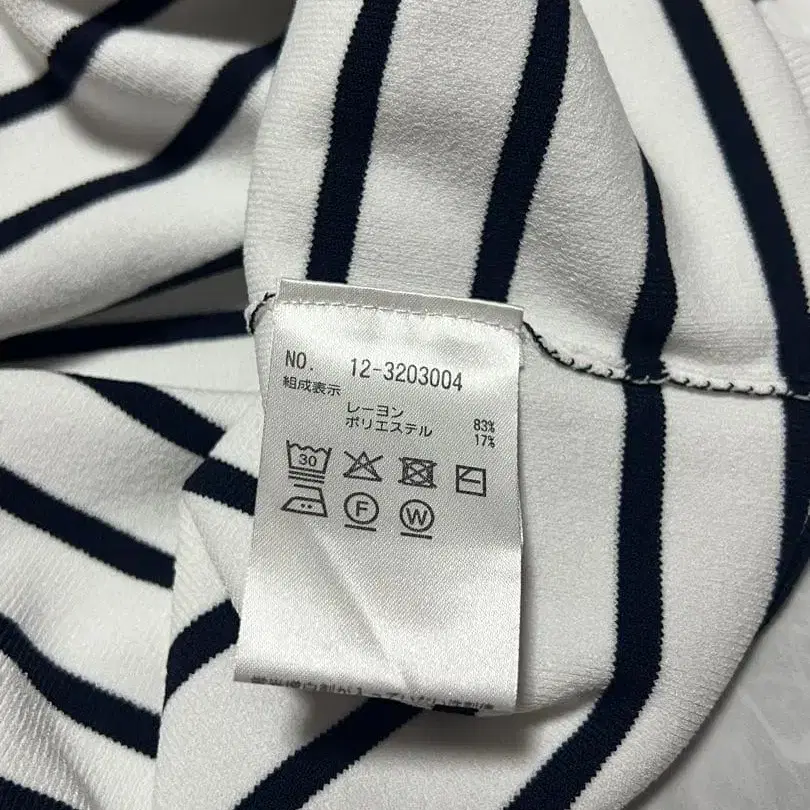 NO. 12-3203004
組成表示
レーヨン 83%
ポリエステル 17%
30
F W